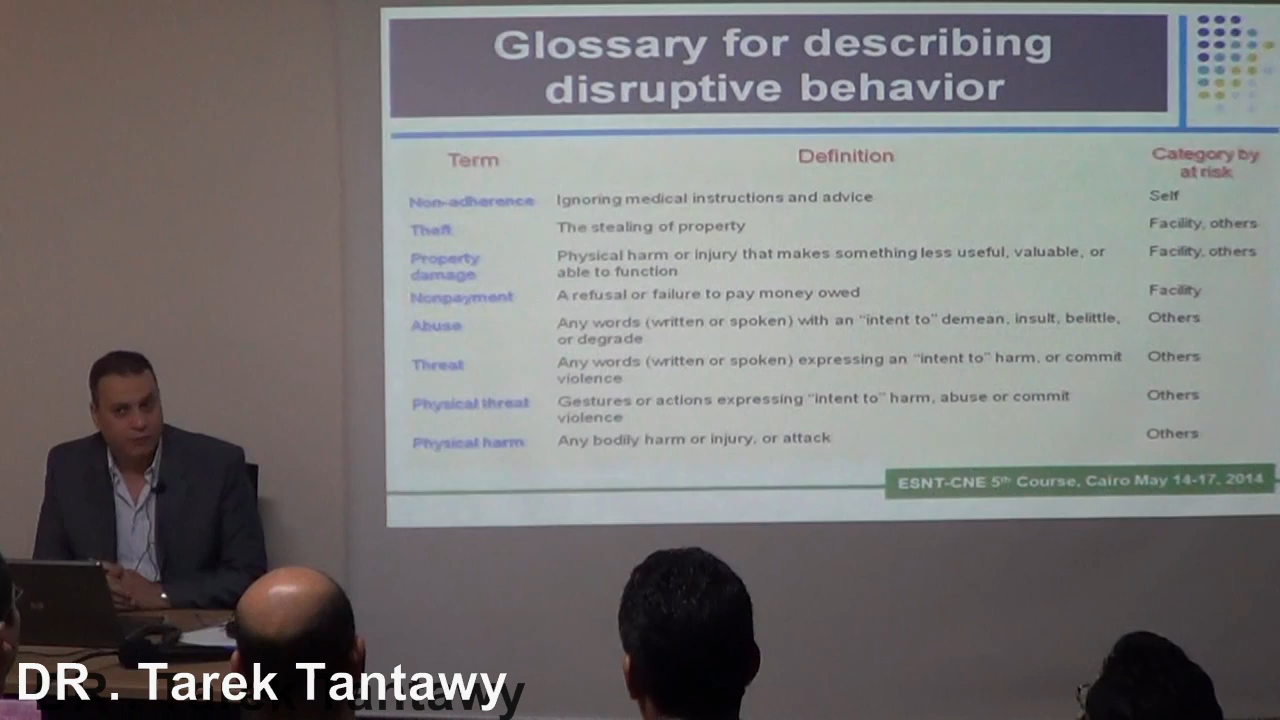 Glossary for describing
disruptive behavior
Term Definition Category by
at risk
Non-adherence Ignoring medical instructions and advice Self
Theft The stealing of property Facility, others
Property Physical harm or injury that makes something less useful, valuable, or Facility, others
damage able to function
Nonpayment A refusal or failure to pay money owed Facility
Abuse Any words (written or spoken) with an “intent to” demean, insult, belittle, Others
or degrade
Threat Any words (written or spoken) expressing an “intent to” harm, or commit Others
violence
Physical threat Gestures or actions expressing “intent to” harm, abuse or commit Others
violence
Physical harm Any bodily harm or injury, or attack Others
ESNT-CNE 5th Course, Cairo May 14-17, 2014
DR . Tarek Tantawy